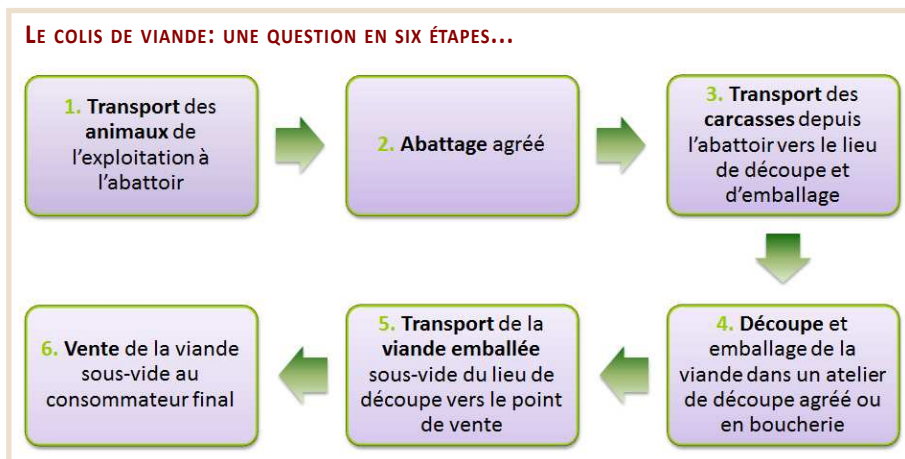 LE COLIS DE VIANDE: UNE QUESTION EN SIX ÉTAPES...
1. Transport des
animaux de
l'exploitation à
l'abattoir
2. Abattage agréé
3. Transport des
carcasses depuis
l'abattoir vers le lieu
de découpe et
d'emballage
4. Découpe et
emballage de la
viande dans un atelier
de découpe agréé ou
en boucherie
5. Transport de la
viande emballée
sous-vide du lieu de
découpe vers le point
de vente
6. Vente de la viande
sous-vide au
consommateur final